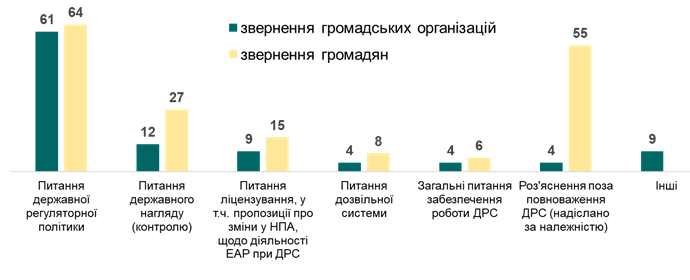 звернення громадських організацій
звернення громадян
61
64
12
27
9
15
4
8
4
6
4
55
9
Питання
державної
регуляторної
політики
Питання
державного
нагляду
(контролю)
Питання
ліцензування, у
т.ч. пропозиції про
зміни у НПА,
щодо діяльності
ЕАР при ДРС
Питання
дозвільної
системи
Загальні питання
забезпечення
роботи ДРС
Роз'яснення поза
повноваження
ДРС (надіслано
за належністю)
Інші